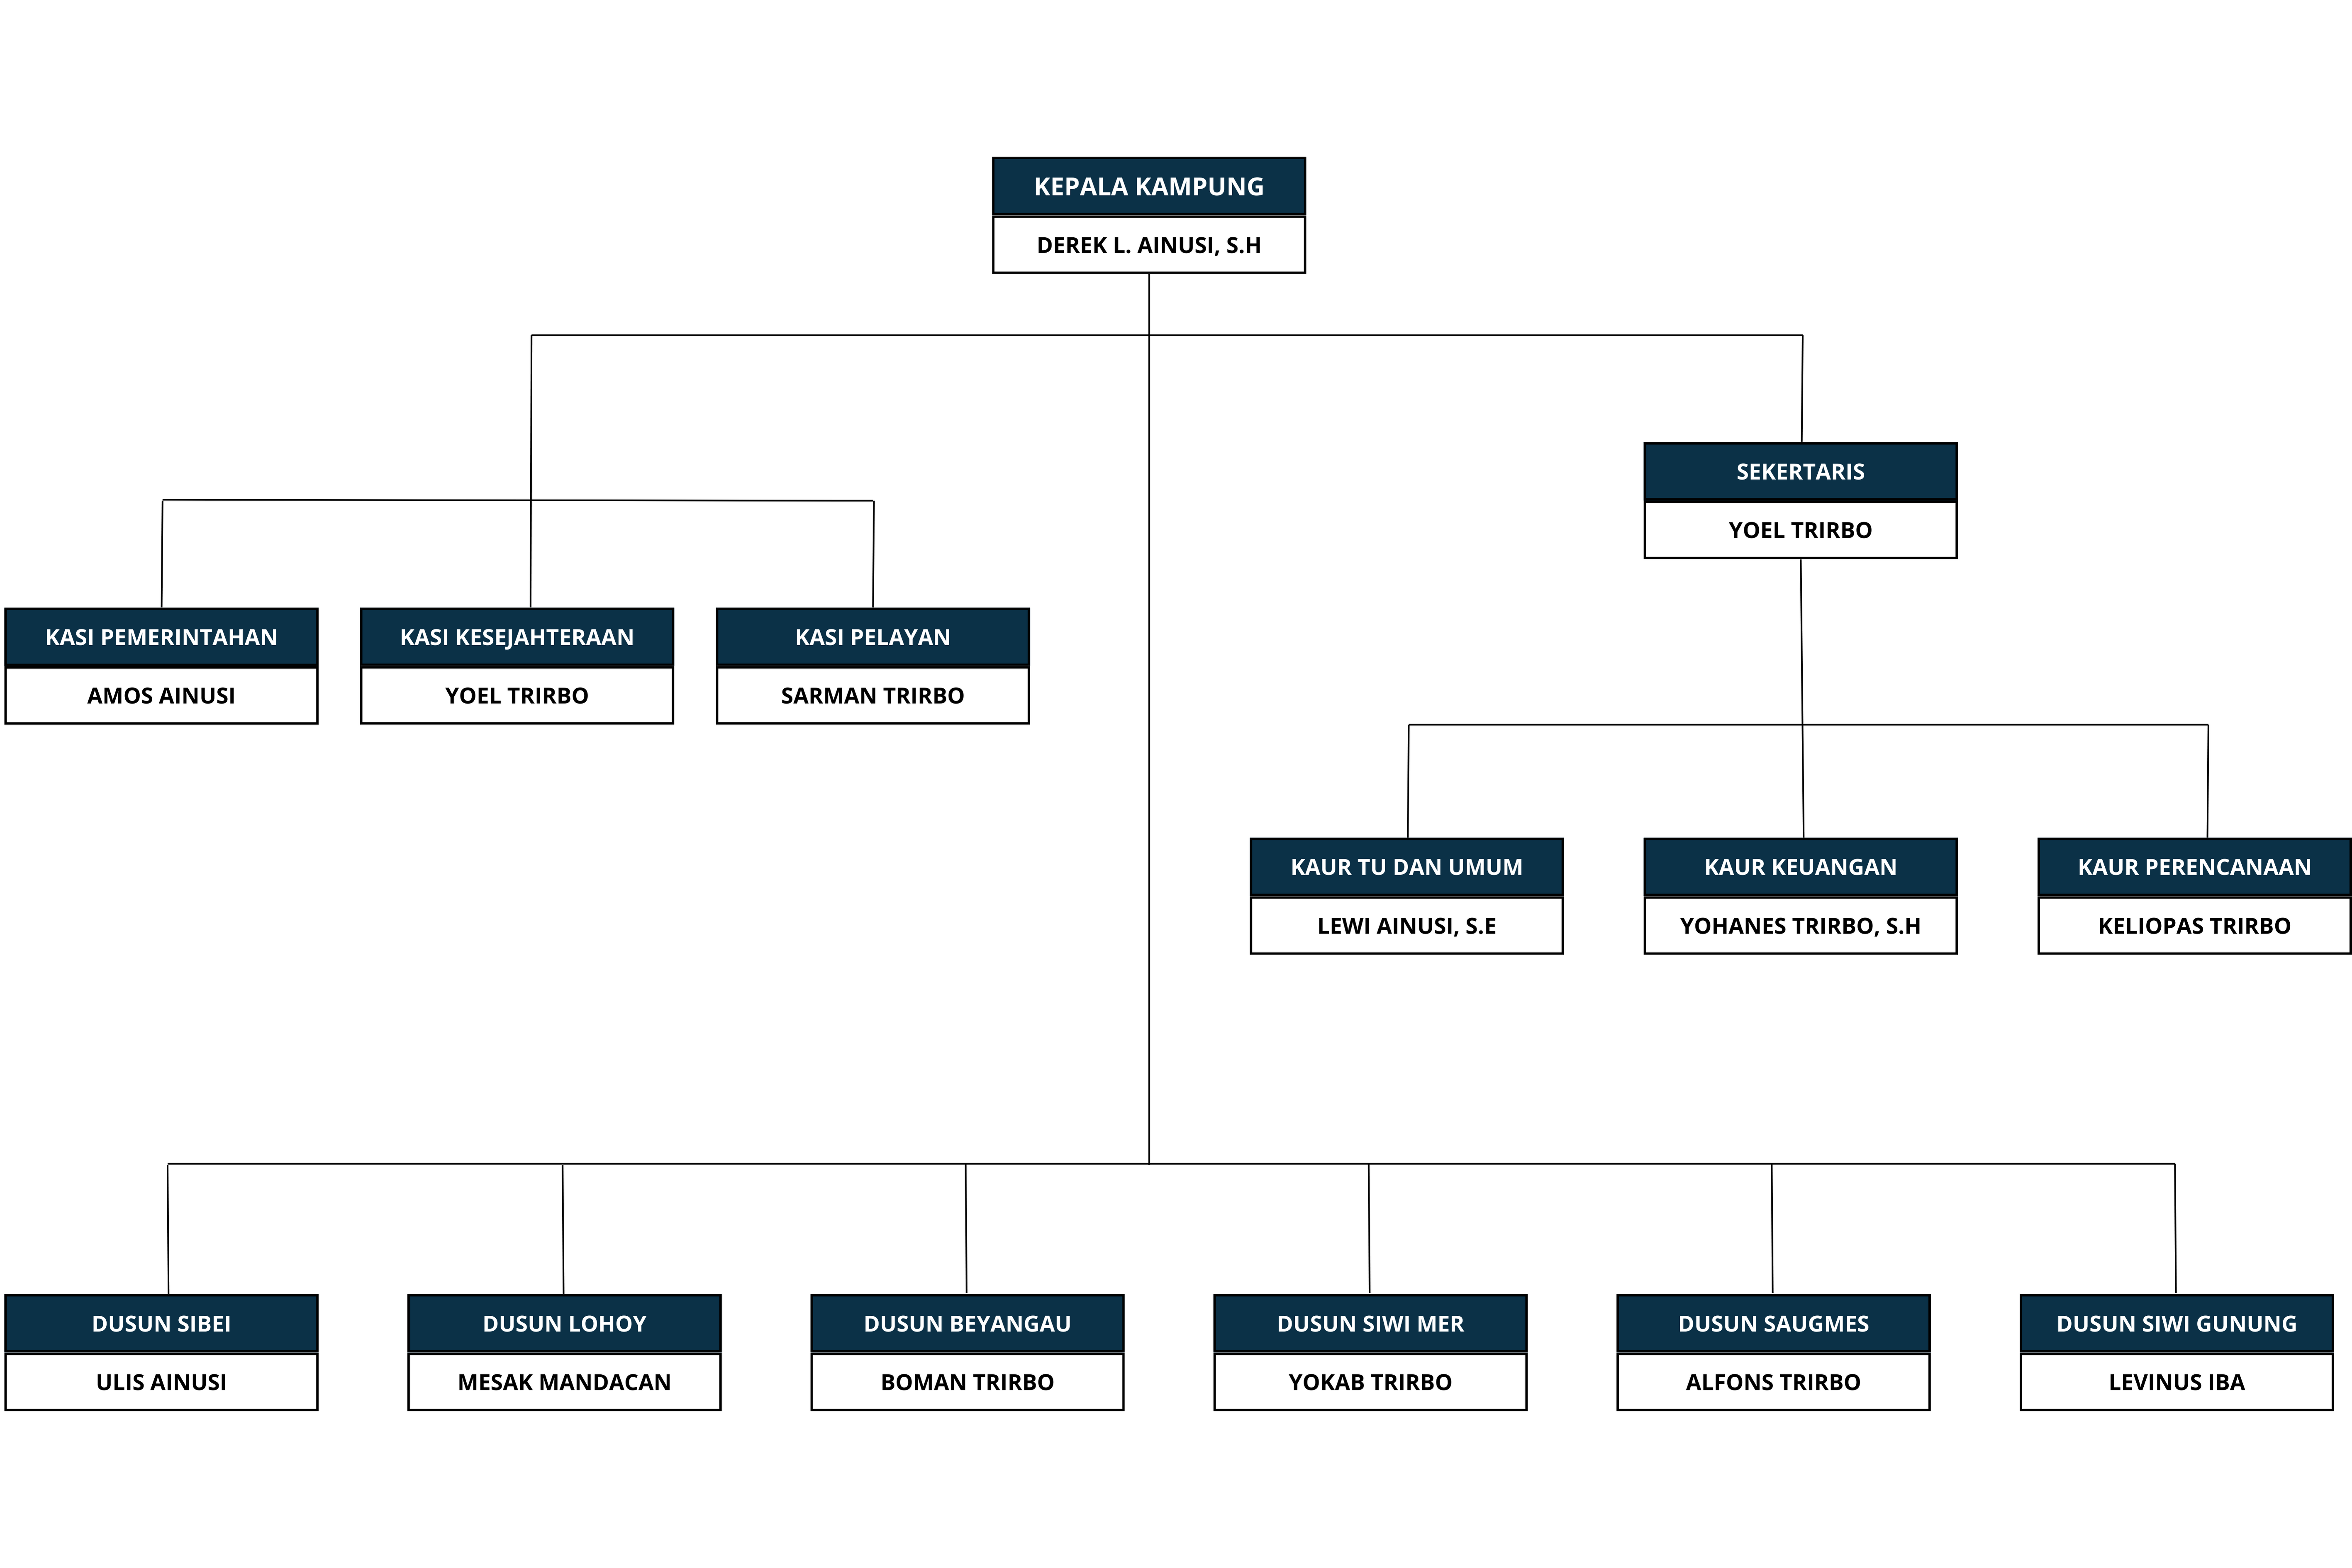 KEPALA KAMPUNG
DEREK L. AINUSI, S.H
SEKERTARIS
YOEL TRIRBO
KASI PEMERINTAHAN
AMOS AINUSI
KASI KESEJAHTERAAN
YOEL TRIRBO
KASI PELAYAN
SARMAN TRIRBO
KAUR TU DAN UMUM
LEWI AINUSI, S.E
KAUR KEUANGAN
YOHANES TRIRBO, S.H
KAUR PERENCANAAN
KELIOPAS TRIRBO
DUSUN SIBEI
ULIS AINUSI
DUSUN LOHOY
MESAK MANDACAN
DUSUN BEYANGAU
BOMAN TRIRBO
DUSUN SIWI MER
YOKAB TRIRBO
DUSUN SAUGMES
ALFONS TRIRBO
DUSUN SIWI GUNUNG
LEVINUS IBA